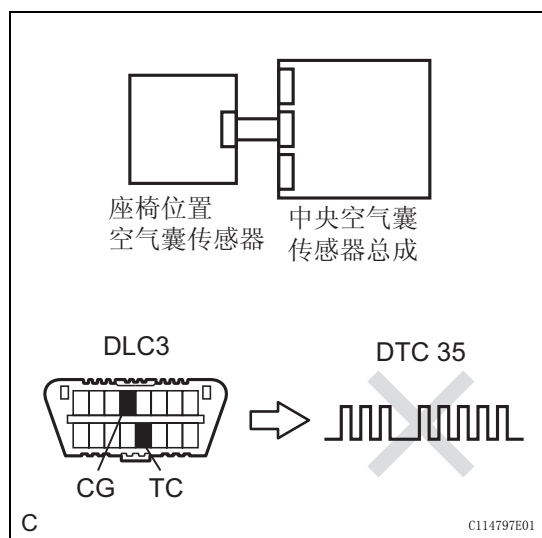 座椅位置
空气囊传感器
中央空气囊
传感器总成
DLC3
DTC 35
CG
TC
C
C114797E01